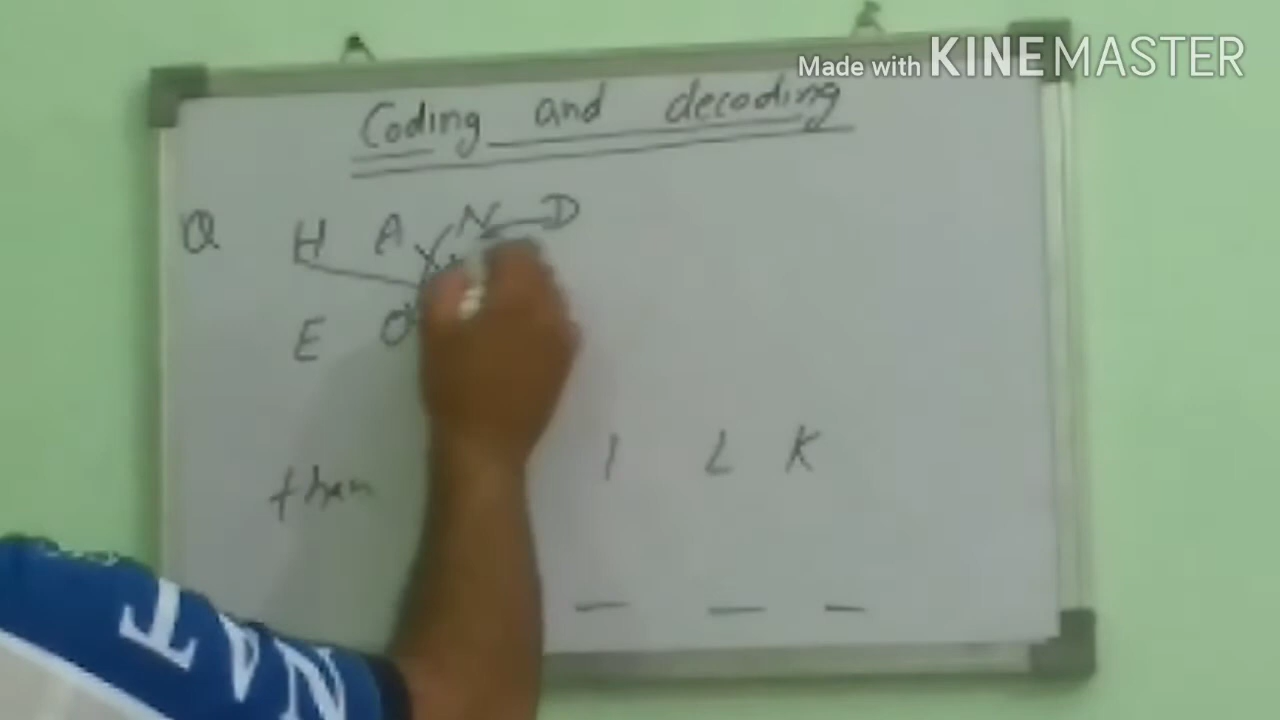 Made with KINEMASTER
Coding and decoding
Q H A N D
E O
then I L K